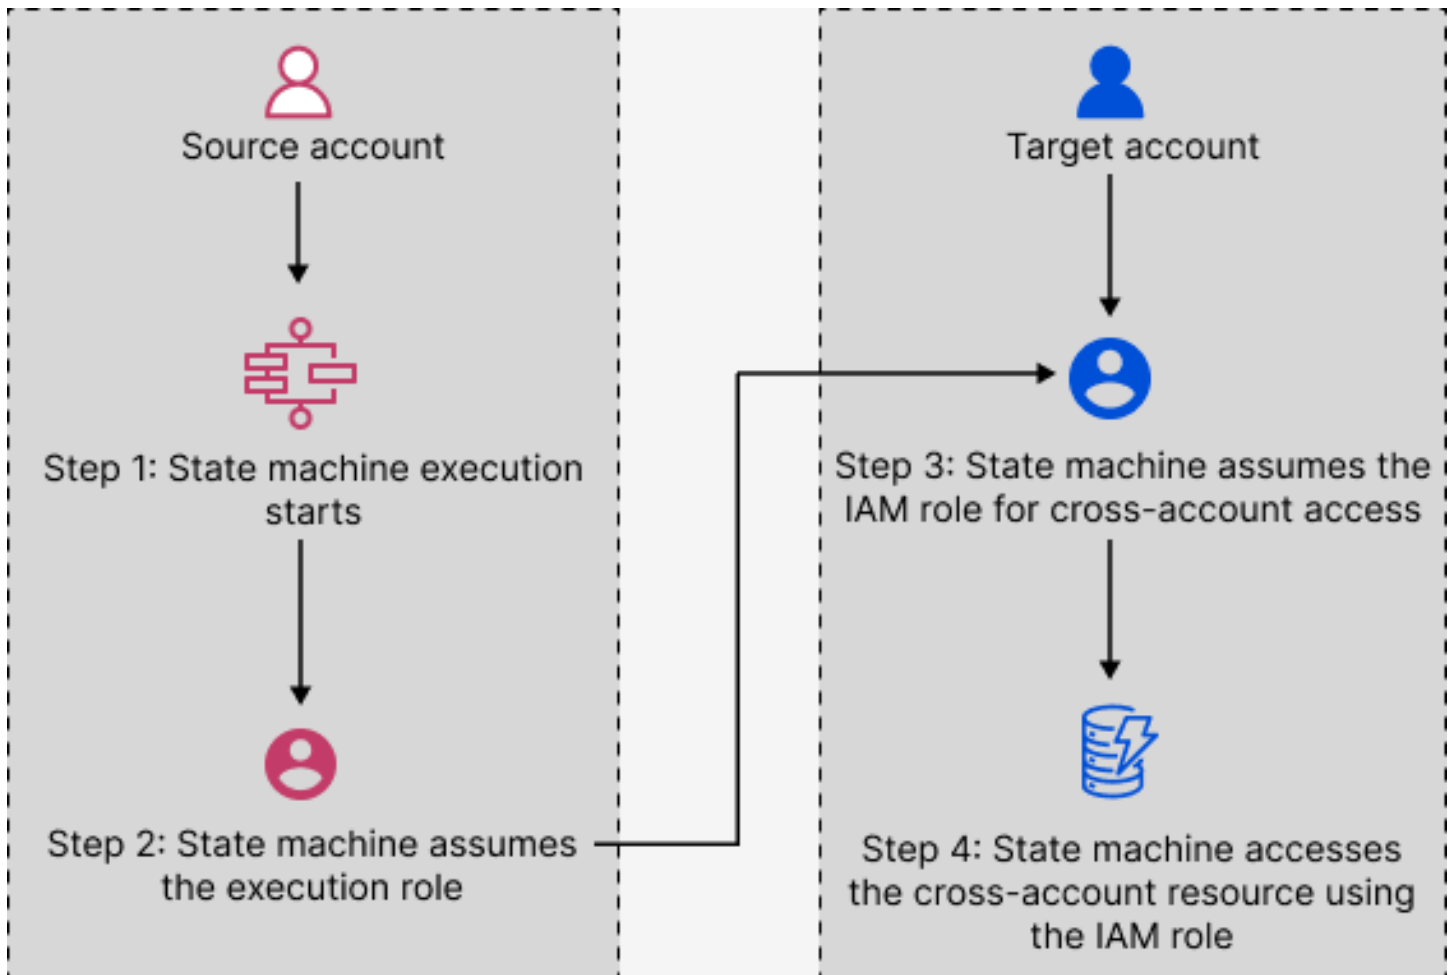 Source account
Step 1: State machine execution
starts
Step 2: State machine assumes
the execution role
Target account
Step 3: State machine assumes the
IAM role for cross-account access
Step 4: State machine accesses
the cross-account resource using
the IAM role